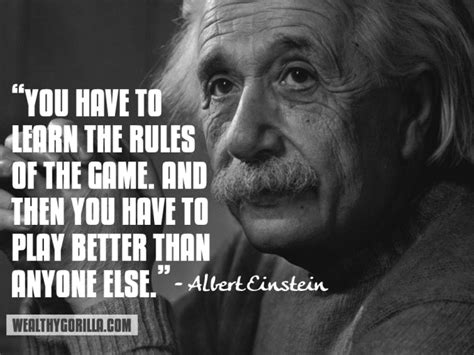 “YOU HAVE TO
LEARN THE RULES
OF THE GAME. AND
THEN YOU HAVE TO
PLAY BETTER THAN
ANYONE ELSE.” - Albert Einstein
WEALTHYGORILLA.COM